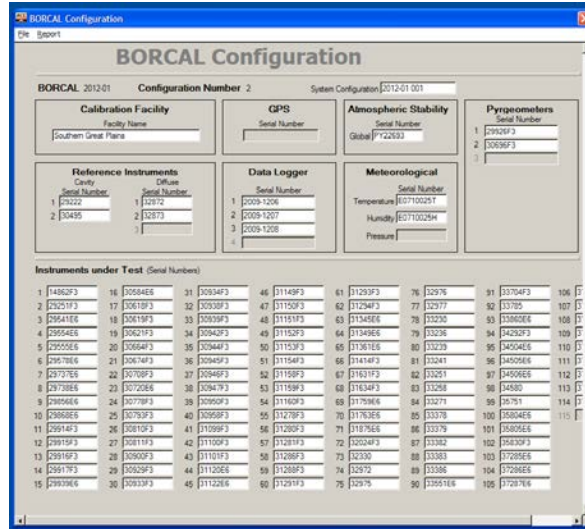 BORCAL Configuration
File Report
BORCAL Configuration
BORCAL 2012-01 Configuration Number 2 System Configuration 2012-01 001
Calibration Facility
Facility Name
Southern Great Plains
GPS
Serial Number
Atmospheric Stability
Serial Number
Global PY22693
Pyrgeometers
Serial Number
1 29926F3
2 30696F3
3
Reference Instruments
Cavity Diffuse
Serial Number Serial Number
1 29222 1 32872
2 30495 2 32873
3
Data Logger
Serial Number
1 2009-1206
2 2009-1207
3 2009-1208
4
Meteorological
Serial Number
Temperature E0710025T
Humidity E0710025H
Pressure
Instruments under Test (Serial Numbers)
1 14862F3 16 30584E6 31 30934F3 46 31149F3 61 31293F3 76 32976 91 33704F3 106
2 29251F3 17 30618F3 32 30938F3 47 31150F3 62 31294F3 77 32977 92 33785 107
3 29541E6 18 30619F3 33 30939F3 48 31151F3 63 31345E6 78 33230 93 33860E6 108
4 29554E6 19 30621F3 34 30942F3 49 31152F3 64 31349E6 79 33236 94 34292F3 109
5 29555E6 20 30664F3 35 30944F3 50 31153F3 65 31361E6 80 33239 95 34504E6 110
6 29578E6 21 30674F3 36 30945F3 51 31154F3 66 31414F3 81 33241 96 34505E6 111
7 29737E6 22 30708F3 37 30946F3 52 31158F3 67 31631F3 82 33251 97 34506E6 112
8 29738E6 23 30720E6 38 30947F3 53 31159F3 68 31634F3 83 33258 98 34580 113
9 29856E6 24 30778F3 39 30950F3 54 31160F3 69 31759E6 84 33271 99 35751 114
10 29868E6 25 30793F3 40 30958F3 55 31278F3 70 31763E6 85 33378 100 35804E6 115
11 29914F3 26 30810F3 41 31099F3 56 31280F3 71 31875E6 86 33379 101 35805E6
12 29915F3 27 30811F3 42 31100F3 57 31281F3 72 32024F3 87 33382 102 35830F3
13 29916F3 28 30900F3 43 31101F3 58 31286F3 73 32330 88 33383 103 37285E6
14 29917F3 29 30929F3 44 31120E6 59 31288F3 74 32972 89 33386 104 37286E6
15 29939E6 30 30933F3 45 31122E6 60 31291F3 75 32975 90 33551E6 105 37287E6